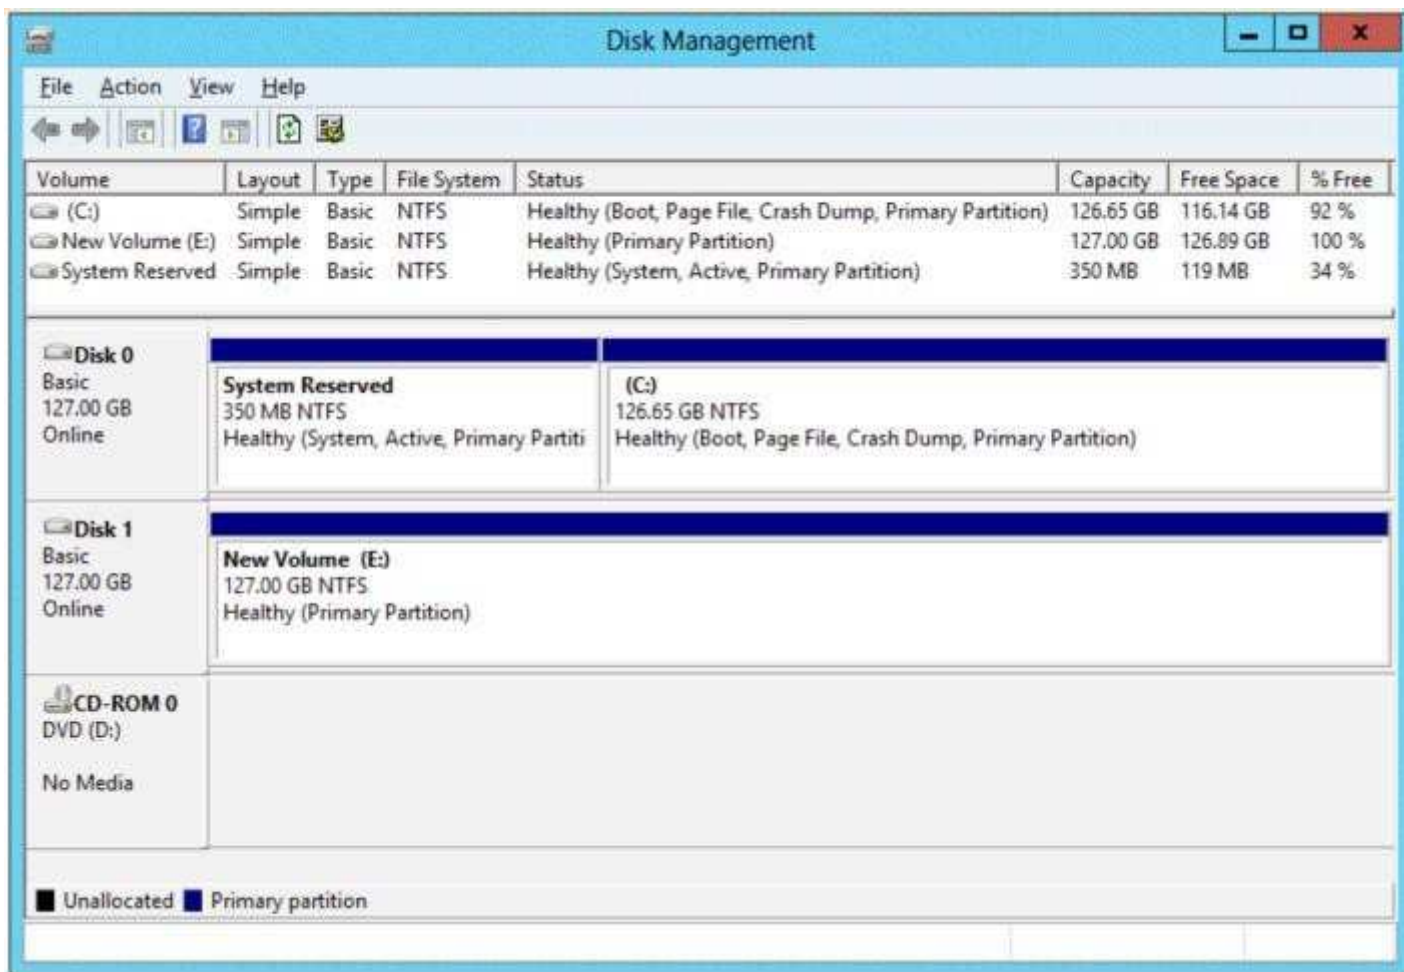 Disk Management
File Action View Help
Volume Layout Type File System Status Capacity Free Space % Free
(C:) Simple Basic NTFS Healthy (Boot, Page File, Crash Dump, Primary Partition) 126.65 GB 116.14 GB 92 %
New Volume (E:) Simple Basic NTFS Healthy (Primary Partition) 127.00 GB 126.89 GB 100 %
System Reserved Simple Basic NTFS Healthy (System, Active, Primary Partition) 350 MB 119 MB 34 %
Disk 0
Basic
127.00 GB
Online
System Reserved
350 MB NTFS
Healthy (System, Active, Primary Partiti
(C:)
126.65 GB NTFS
Healthy (Boot, Page File, Crash Dump, Primary Partition)
Disk 1
Basic
127.00 GB
Online
New Volume (E:)
127.00 GB NTFS
Healthy (Primary Partition)
CD-ROM 0
DVD (D:)
No Media
Unallocated Primary partition